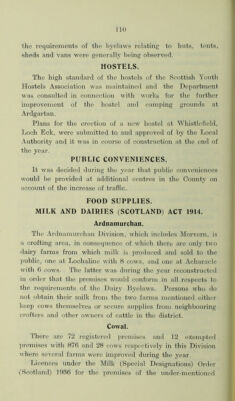 110
the requirements of the byelaws relating to huts, tents,
sheds and vans were generally being observed.
HOSTELS.
The high standard of the hostels of the Scottish Youth
Hostels Association was maintained and the Department
was consulted in connection with works for the further
improvement of the hostel and camping grounds at
Ardgartan.
Plans for the erection of a new hostel at Whistlefield,
Loch Eck, were submitted to and approved of by the Local
Authority and it was in course of construction at the end of
the year.
PUBLIC CONVENIENCES.
It was decided during the year that public conveniences
would be provided at additional centres in the County on
account of the increase of traffic.
FOOD SUPPLIES.
MILK AND DAIRIES (SCOTLAND) ACT 1914.
Ardnamurchan.
The Ardnamurchan Division, which includes Morvern, is
a crofting area, in consequence of which there are only two
dairy farms from which milk is produced and sold to the
public, one at Lochaline with 8 cows, and one at Acharacle
with 6 cows. The latter was during the year reconstructed
in order that the premises would conform in all respects to
the requirements of the Dairy Byelaws. Persons who do
not obtain their milk from the two farms mentioned either
keep cows themselves or secure supplies from neighbouring
crofters and other owners of cattle in the district.
Cowal.
There are 72 registered premises and 12 exempted
premises with 876 and 28 cows respectively in this Division
where several farms were improved during the year.
Licences under the Milk (Special Designations) Order
(Scotland) 1936 for the premises of the under-mentioned